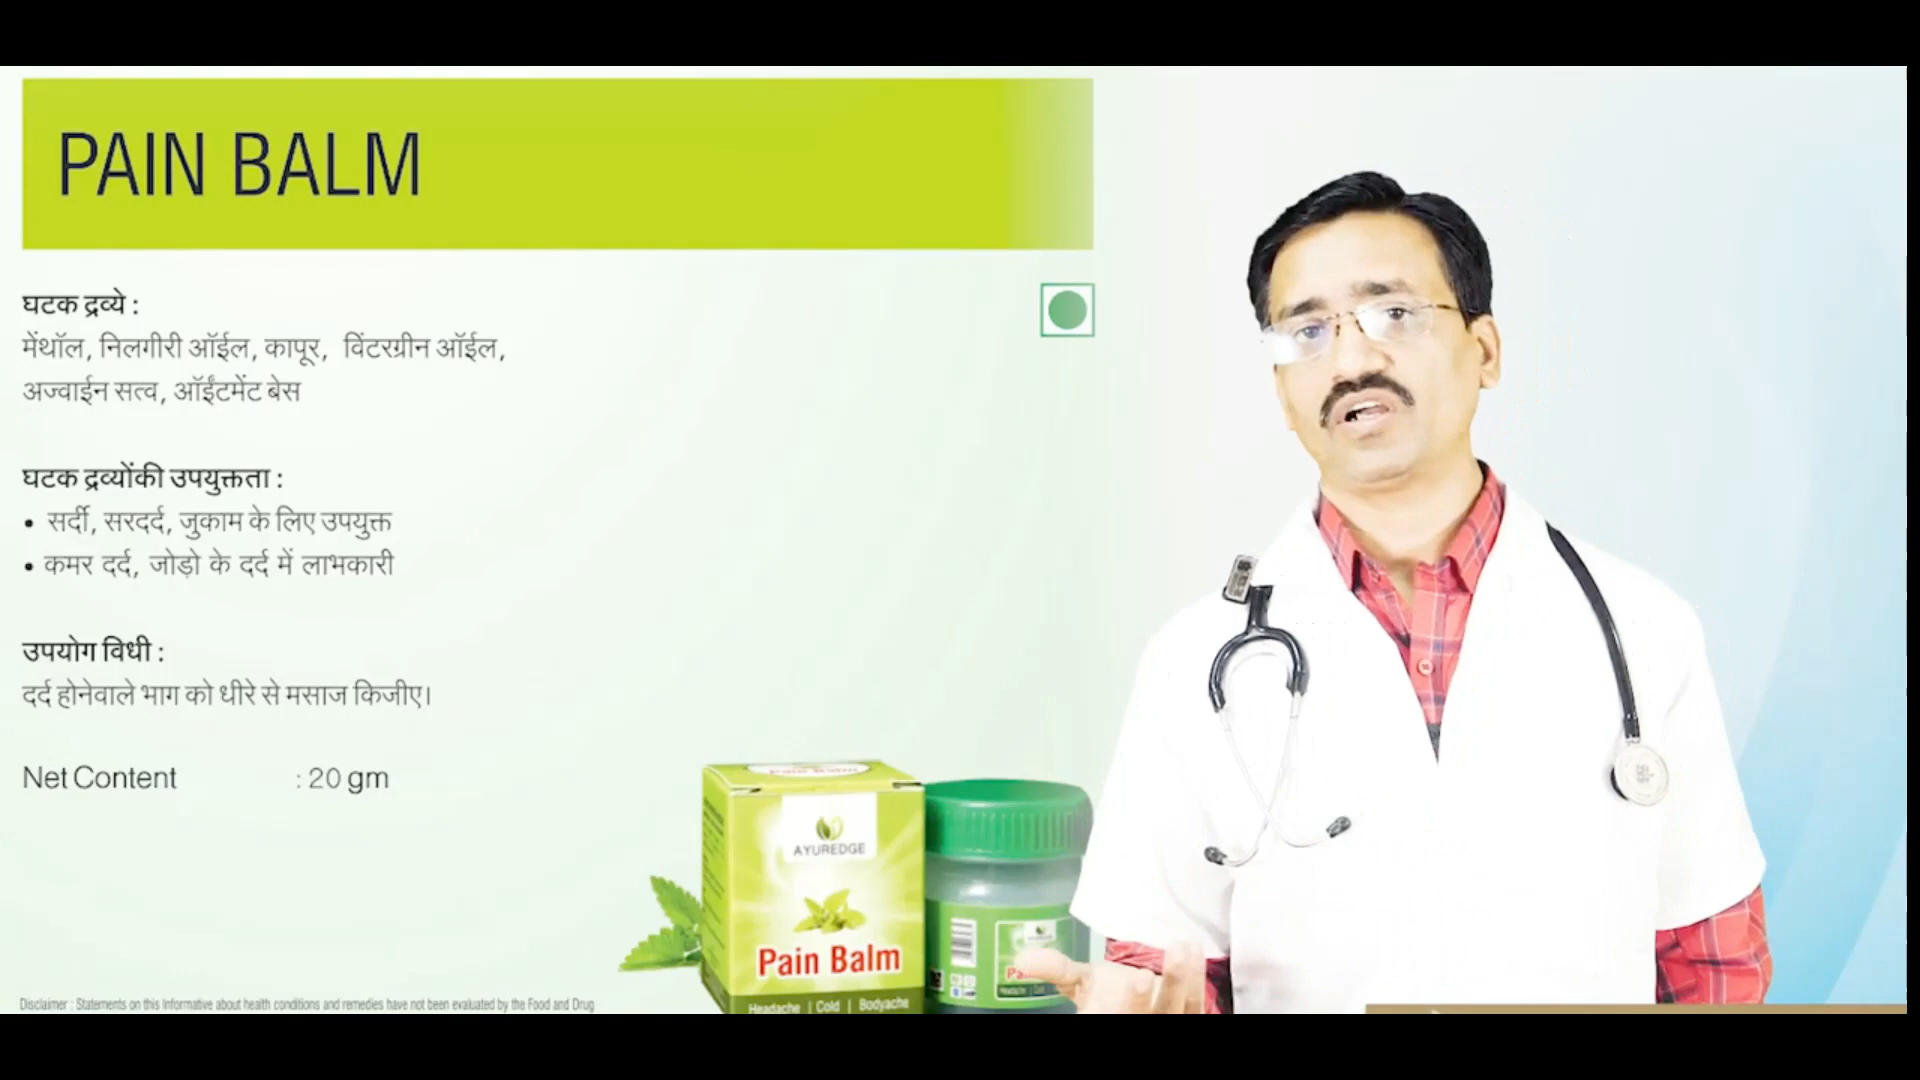 PAIN BALM
घटक द्रव्ये :
मेंथॉल, निलगीरी ऑईल, कापूर, विंटरग्रीन ऑईल,
अज्वाईन सत्व, ऑईंटमेंट बेस
घटक द्रव्योंकी उपयुक्तता :
• सर्दी, सरदर्द, जुकाम के लिए उपयुक्त
• कमर दर्द, जोड़ो के दर्द में लाभकारी
उपयोग विधी :
दर्द होनेवाले भाग को धीरे से मसाज किजीए।
Net Content : 20 gm
Pain Balm
AYUREDGE
Pain Balm
Headache | Cold | Bodyache
Disclaimer : Statements on this Informative about health conditions and remedies have not been evaluated by the Food and Drug